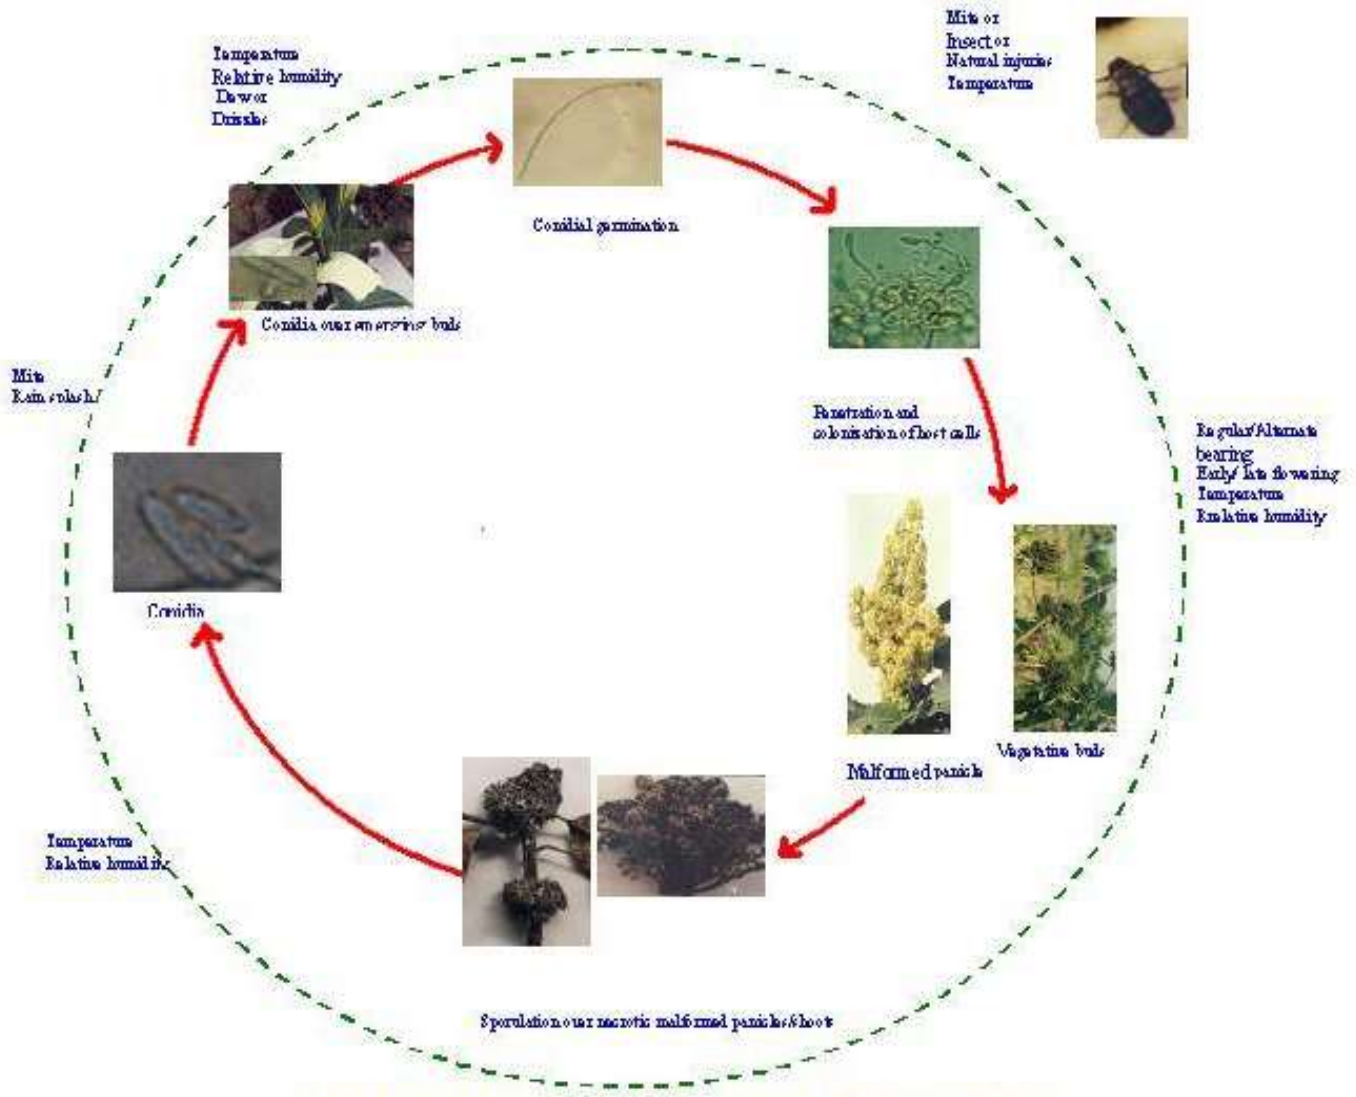 Mite or
Insect or
Natural injuries
Temperature
Temperature
Relative humidity
Dew or
Drizzles
Conidial germination
Conidia over emerging buds
Mite
Rain splash
Penetration and
colonization of host cells
Regular/Alternate
bearing
Early/ late flowering
Temperature
Rrelative humidity
Conidia
Vegetative buds
Malformed panicle
Temperature
Relative humidity
Sporulation over necrotic malformed panicles/shoots